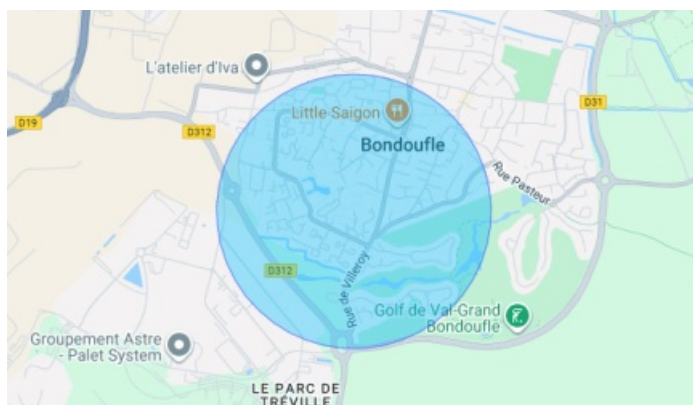 L'atelier d'Iva
Little Saigon
D31
D19
D312
Bondoufle
Rue Pasteur
D312
Rue de Villeroy
Golf de Val-Grand
Bondoufle
Groupement Astre
- Palet System
LE PARC DE
TRÉVILLE